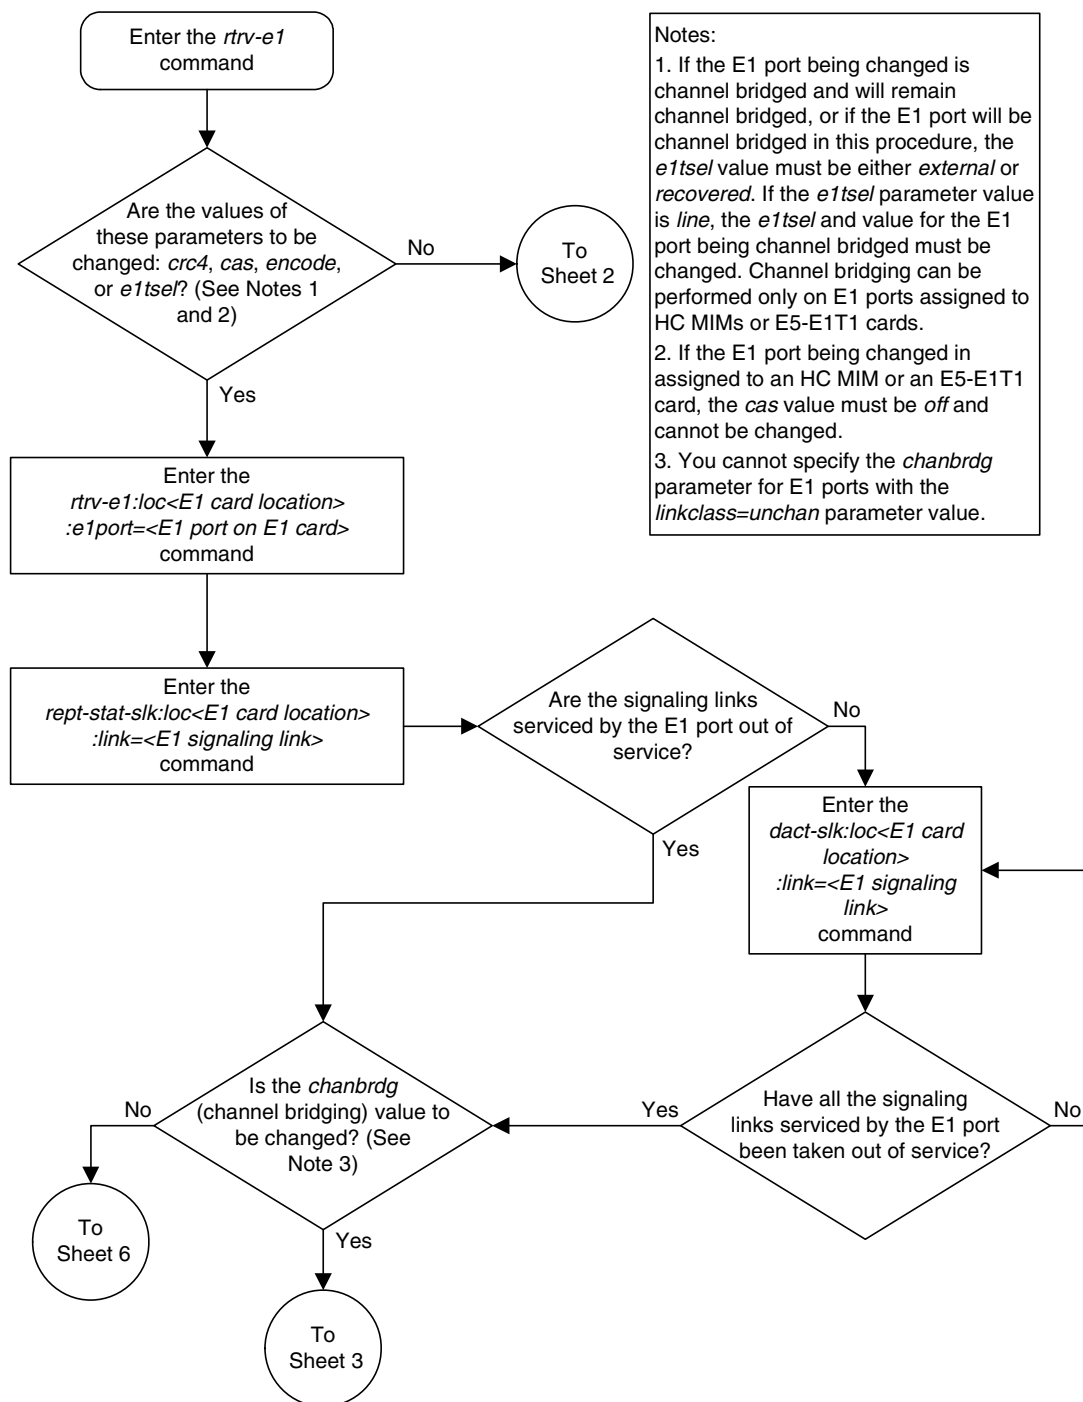 Enter the rtrv-e1
command
Notes:
1. If the E1 port being changed is
channel bridged and will remain
channel bridged, or if the E1 port will be
channel bridged in this procedure, the
e1tsel value must be either external or
recovered. If the e1tsel parameter value
is line, the e1tsel and value for the E1
port being channel bridged must be
changed. Channel bridging can be
performed only on E1 ports assigned to
HC MIMs or E5-E1T1 cards.
2. If the E1 port being changed in
assigned to an HC MIM or an E5-E1T1
card, the cas value must be off and
cannot be changed.
3. You cannot specify the chanbrdg
parameter for E1 ports with the
linkclass=unchan parameter value.
Are the values of
these parameters to be
changed: crc4, cas, encode,
or e1tsel? (See Notes 1
and 2)
No
To
Sheet 2
Yes
Enter the
rtrv-e1:loc<E1 card location>
:e1port=<E1 port on E1 card>
command
Enter the
rept-stat-slk:loc<E1 card location>
:link=<E1 signaling link>
command
Are the signaling links
serviced by the E1 port out of
service?
No
Yes
Enter the
dact-slk:loc<E1 card
location>
:link=<E1 signaling
link>
command
Have all the signaling
links serviced by the E1 port
been taken out of service?
No
Yes
Is the chanbrdg
(channel bridging) value to
be changed? (See
Note 3)
No
Yes
To
Sheet 6
To
Sheet 3